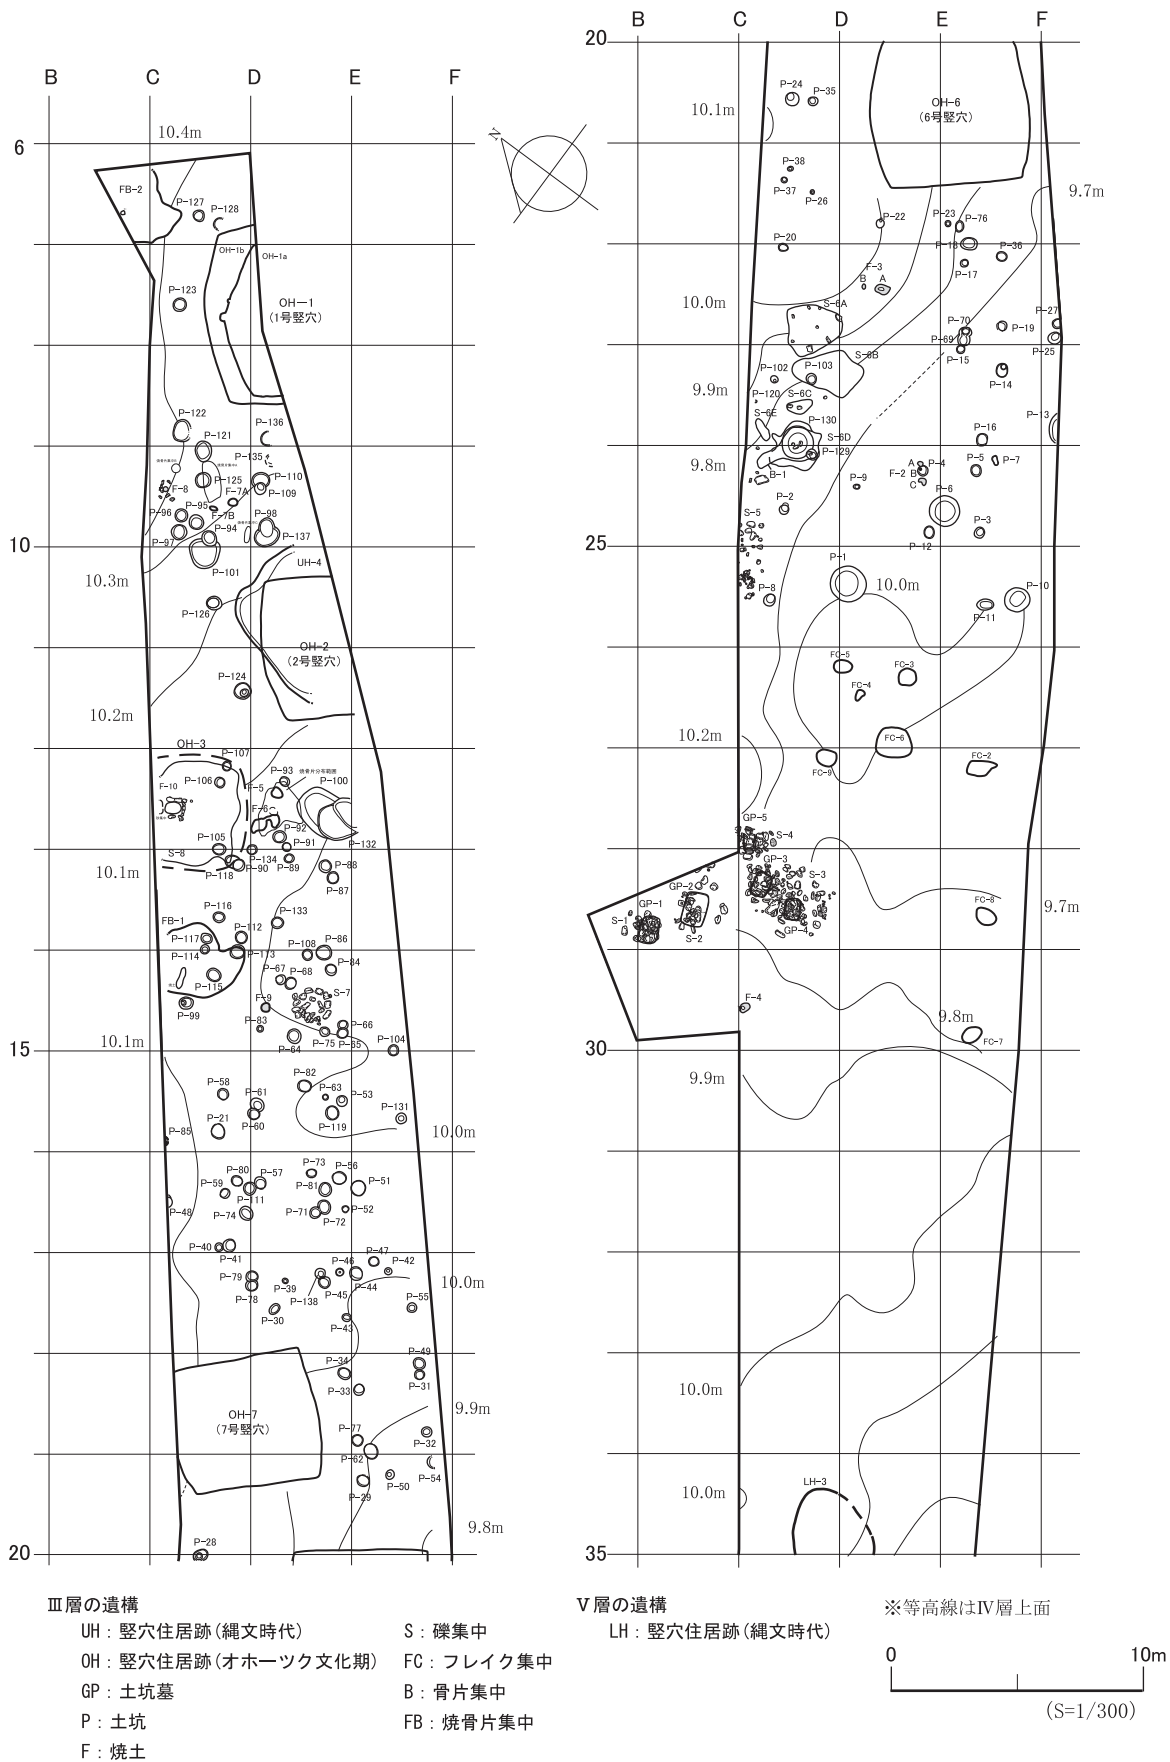 B C D E F
6
10.4m
N
FB-2
P-127
P-128
OH-1b
OH-1a
P-123
OH-1
(1号竪穴)
P-122
P-136
P-121
P-135
P-125
P-110
F-8
F-7A
P-109
P-96
P-95
F-7B
P-98
P-94
P-97
P-137
10
P-101
UH-4
10.3m
P-126
OH-2
(2号竪穴)
P-124
10.2m
OH-3
P-107
P-93
焼骨片分布範囲
P-106
F-10
F-5
P-100
F-6
P-92
P-105
P-91
P-132
S-8
P-134
P-89
P-88
10.1m
P-118
P-90
P-87
P-116
P-133
FB-1
P-112
P-117
P-108
P-86
P-114
P-113
P-84
P-67
P-68
P-115
S-7
P-99
F-9
P-83
P-66
10.1m
P-64
P-75
P-65
P-104
15
P-82
P-58
P-61
P-63
P-53
P-21
P-60
P-131
P-119
P-85
10.0m
P-80
P-57
P-73
P-56
P-59
P-81
P-51
P-48
P-111
P-74
P-71
P-72
P-52
P-40
P-41
P-47
P-46
P-42
P-79
P-39
P-44
10.0m
P-78
P-138
P-45
P-55
P-30
P-43
P-34
P-49
P-33
P-31
OH-7
(7号竪穴)
9.9m
P-77
P-32
P-62
P-50
P-54
P-29
9.8m
P-28
20
B C D E F
20
P-24
P-35
10.1m
OH-6
(6号竪穴)
P-38
P-37
P-26
9.7m
P-22
P-23
P-76
P-20
P-18
P-36
P-17
F-3
B A
10.0m
S-6A
P-27
P-70
P-19
P-69
S-6B
P-15
P-25
P-102
P-103
P-14
9.9m
P-120
S-6C
S-6E
P-130
P-13
S-6D
P-16
9.8m
P-129
B-1
A
P-4
P-5
P-7
F-2
B
C
P-9
P-6
P-2
S-5
P-3
P-12
25
P-1
P-8
10.0m
P-10
P-11
FC-5
FC-3
FC-4
10.2m
FC-6
FC-9
FC-2
GP-5
S-4
GP-3
S-3
GP-2
GP-1
S-1
FC-8
9.7m
S-2
GP-4
F-4
9.8m
FC-7
30
9.9m
10.0m
10.0m
LH-3
35
Ⅲ層の遺構
UH：竪穴住居跡(縄文時代)
OH：竪穴住居跡(オホーツク文化期)
GP：土坑墓
P：土坑
F：焼土
S：礫集中
FC：フレイク集中
B：骨片集中
FB：焼骨片集中
Ⅴ層の遺構
LH：竪穴住居跡(縄文時代)
※等高線はⅣ層上面
0 10m
(S=1/300)